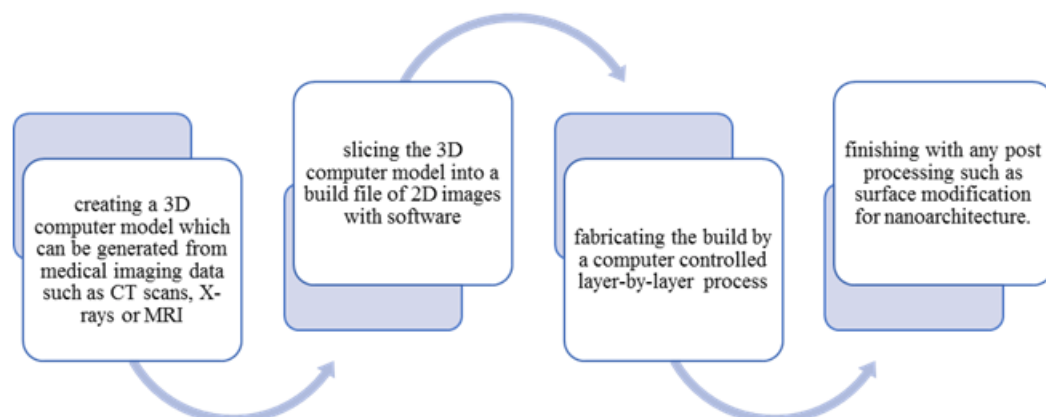 creating a 3D
computer model which
can be generated from
medical imaging data
such as CT scans, X-
rays or MRI
slicing the 3D
computer model into a
build file of 2D images
with software
fabricating the build by
a computer controlled
layer-by-layer process
finishing with any post
processing such as
surface modification
for nanoarchitecture.